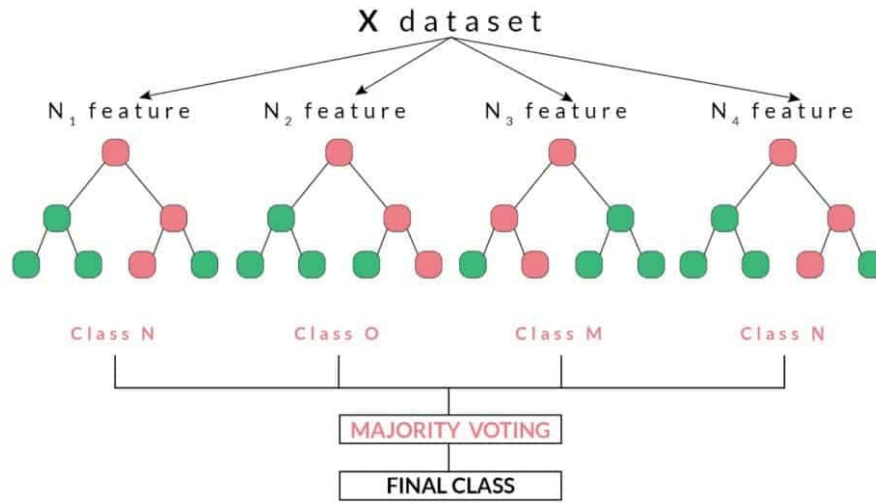 X dataset
N₁ feature N₂ feature N₃ feature N₄ feature
Class N Class O Class M Class N
MAJORITY VOTING
FINAL CLASS